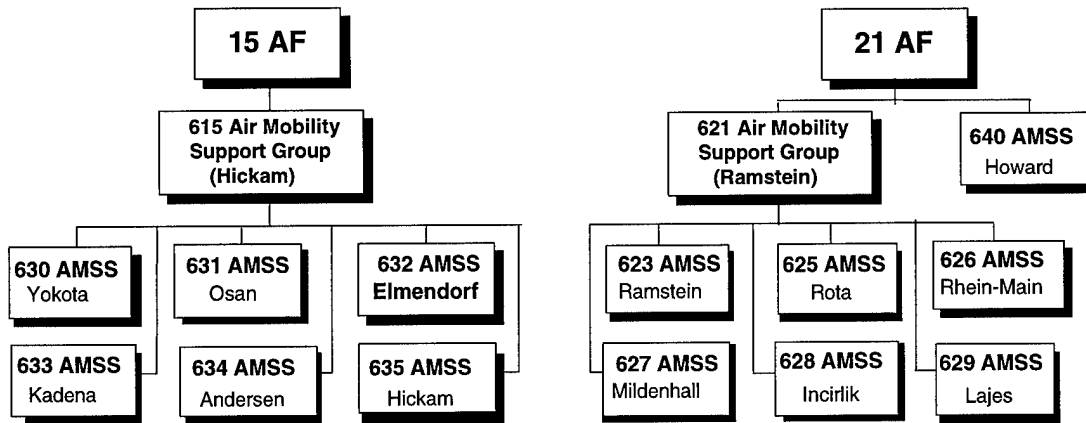 15 AF
615 Air Mobility
Support Group
(Hickam)
630 AMSS
Yokota
631 AMSS
Osan
632 AMSS
Elmendorf
633 AMSS
Kadena
634 AMSS
Andersen
635 AMSS
Hickam
21 AF
621 Air Mobility
Support Group
(Ramstein)
640 AMSS
Howard
623 AMSS
Ramstein
625 AMSS
Rota
626 AMSS
Rhein-Main
627 AMSS
Mildenhall
628 AMSS
Incirlik
629 AMSS
Lajes